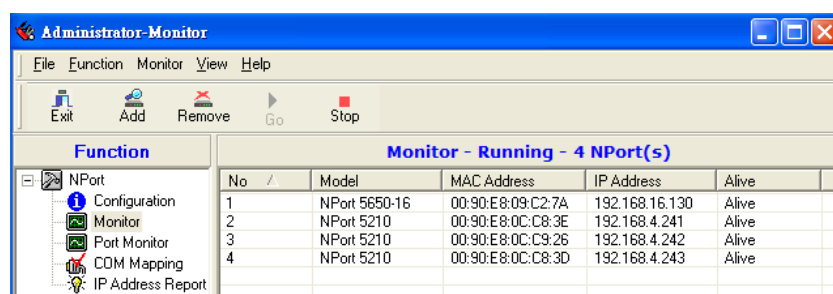 Administrator-Monitor
File Function Monitor View Help
Exit Add Remove Go Stop
Function
Monitor - Running - 4 NPort(s)
NPort
Configuration
Monitor
Port Monitor
COM Mapping
IP Address Report
No Model MAC Address IP Address Alive
1 NPort 5650-16 00:90:E8:09:C2:7A 192.168.16.130 Alive
2 NPort 5210 00:90:E8:0C:C8:3E 192.168.4.241 Alive
3 NPort 5210 00:90:E8:0C:C9:26 192.168.4.242 Alive
4 NPort 5210 00:90:E8:0C:C8:3D 192.168.4.243 Alive